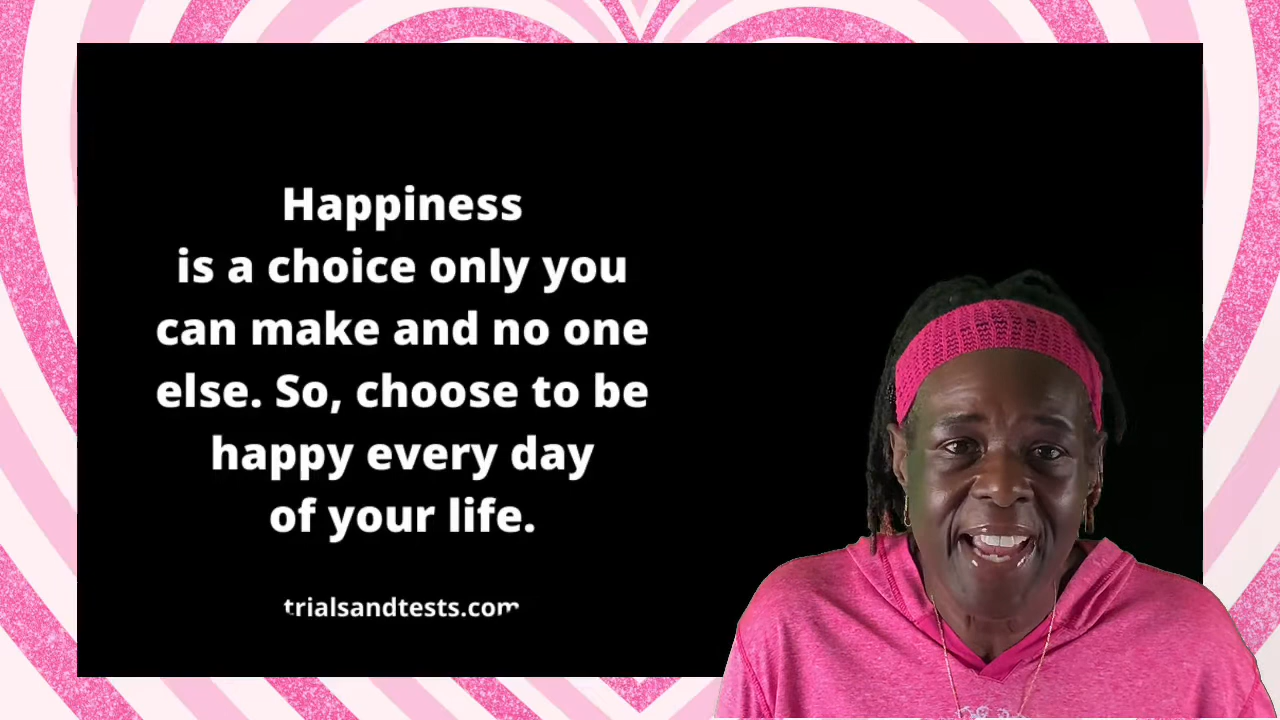 Happiness
is a choice only you
can make and no one
else. So, choose to be
happy every day
of your life.
trialsandtests.com